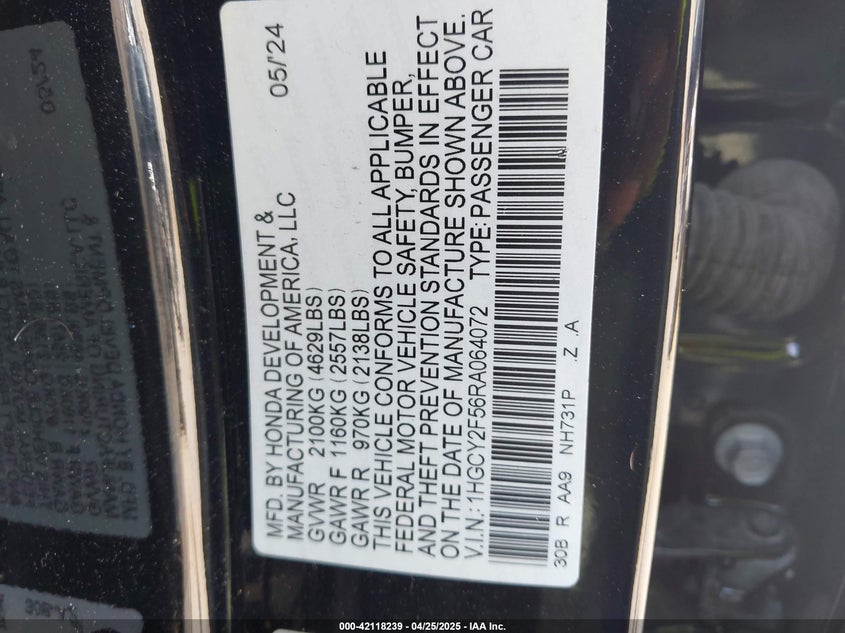 MFD. BY HONDA DEVELOPMENT & 05/'24
MANUFACTURING OF AMERICA, LLC
GVWR 2100KG (4629LBS)
GAWR F 1160KG (2557LBS)
GAWR R 970KG (2138LBS)
THIS VEHICLE CONFORMS TO ALL APPLICABLE
FEDERAL MOTOR VEHICLE SAFETY, BUMPER,
AND THEFT PREVENTION STANDARDS IN EFFECT
ON THE DATE OF MANUFACTURE SHOWN ABOVE.
V.I.N.: 1HGCY2F56RA064072 TYPE: PASSENGER CAR
30B R AA9 NH731P .Z .A
000-42118239 - 04/25/2025 - IAA Inc.